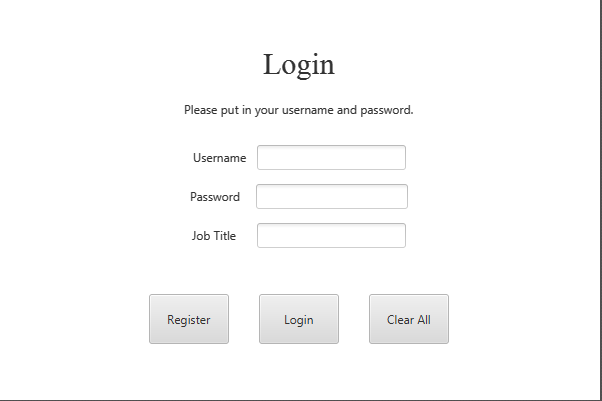 Login
Please put in your username and password.
Username
Password
Job Title
Register Login Clear All